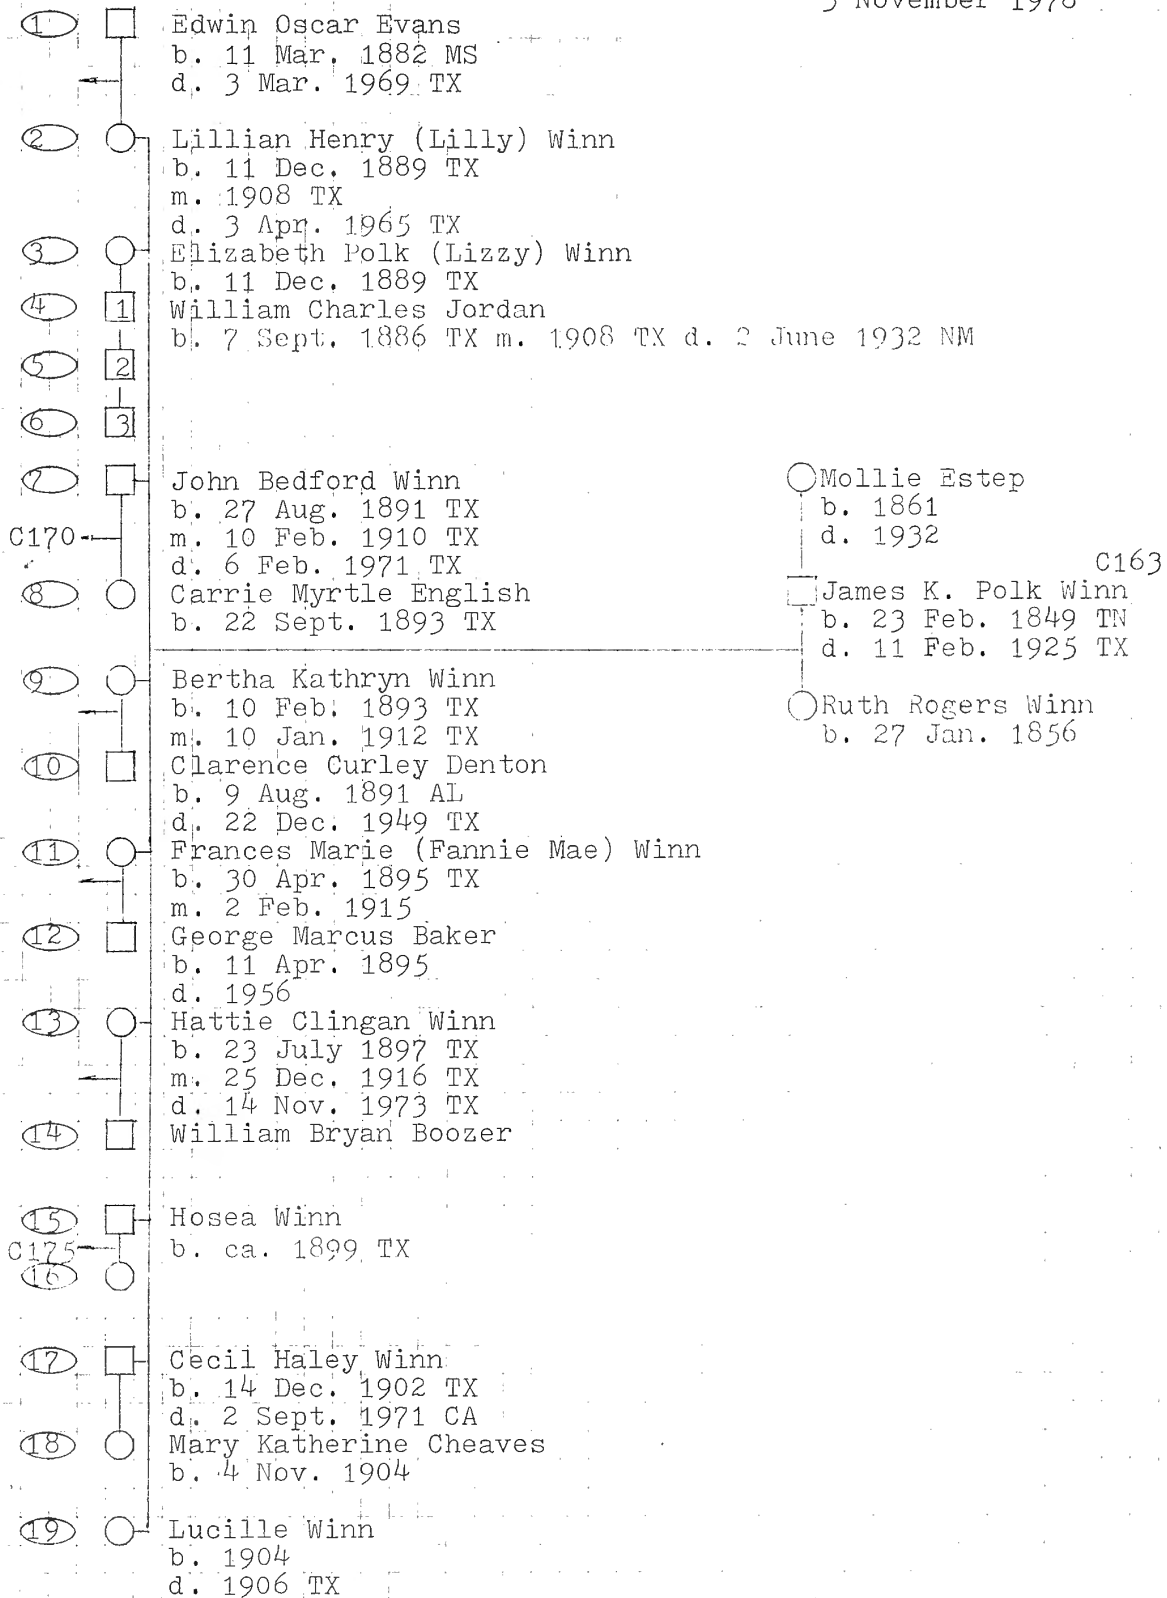 5 November 1978
1 Edwin Oscar Evans
b. 11 Mar. 1882 MS
d. 3 Mar. 1969 TX
2 Lillian Henry (Lilly) Winn
b. 11 Dec. 1889 TX
m. 1908 TX
d. 3 Apr. 1965 TX
3 Elizabeth Polk (Lizzy) Winn
b. 11 Dec. 1889 TX
4 1 William Charles Jordan
b. 7 Sept. 1886 TX m. 1908 TX d. 2 June 1932 NM
5 2
6 3
7 John Bedford Winn
b. 27 Aug. 1891 TX
C170 m. 10 Feb. 1910 TX
d. 6 Feb. 1971 TX
8 Carrie Myrtle English
b. 22 Sept. 1893 TX
Mollie Estep
b. 1861
d. 1932
C163
James K. Polk Winn
b. 23 Feb. 1849 TN
d. 11 Feb. 1925 TX
Ruth Rogers Winn
b. 27 Jan. 1856
9 Bertha Kathryn Winn
b. 10 Feb. 1893 TX
m. 10 Jan. 1912 TX
10 Clarence Curley Denton
b. 9 Aug. 1891 AL
d. 22 Dec. 1949 TX
11 Frances Marie (Fannie Mae) Winn
b. 30 Apr. 1895 TX
m. 2 Feb. 1915
12 George Marcus Baker
b. 11 Apr. 1895
d. 1956
13 Hattie Clingan Winn
b. 23 July 1897 TX
m. 25 Dec. 1916 TX
d. 14 Nov. 1973 TX
14 William Bryan Boozer
15 Hosea Winn
C175 b. ca. 1899 TX
16
17 Cecil Haley Winn
b. 14 Dec. 1902 TX
d. 2 Sept. 1971 CA
18 Mary Katherine Cheaves
b. 4 Nov. 1904
19 Lucille Winn
b. 1904
d. 1906 TX